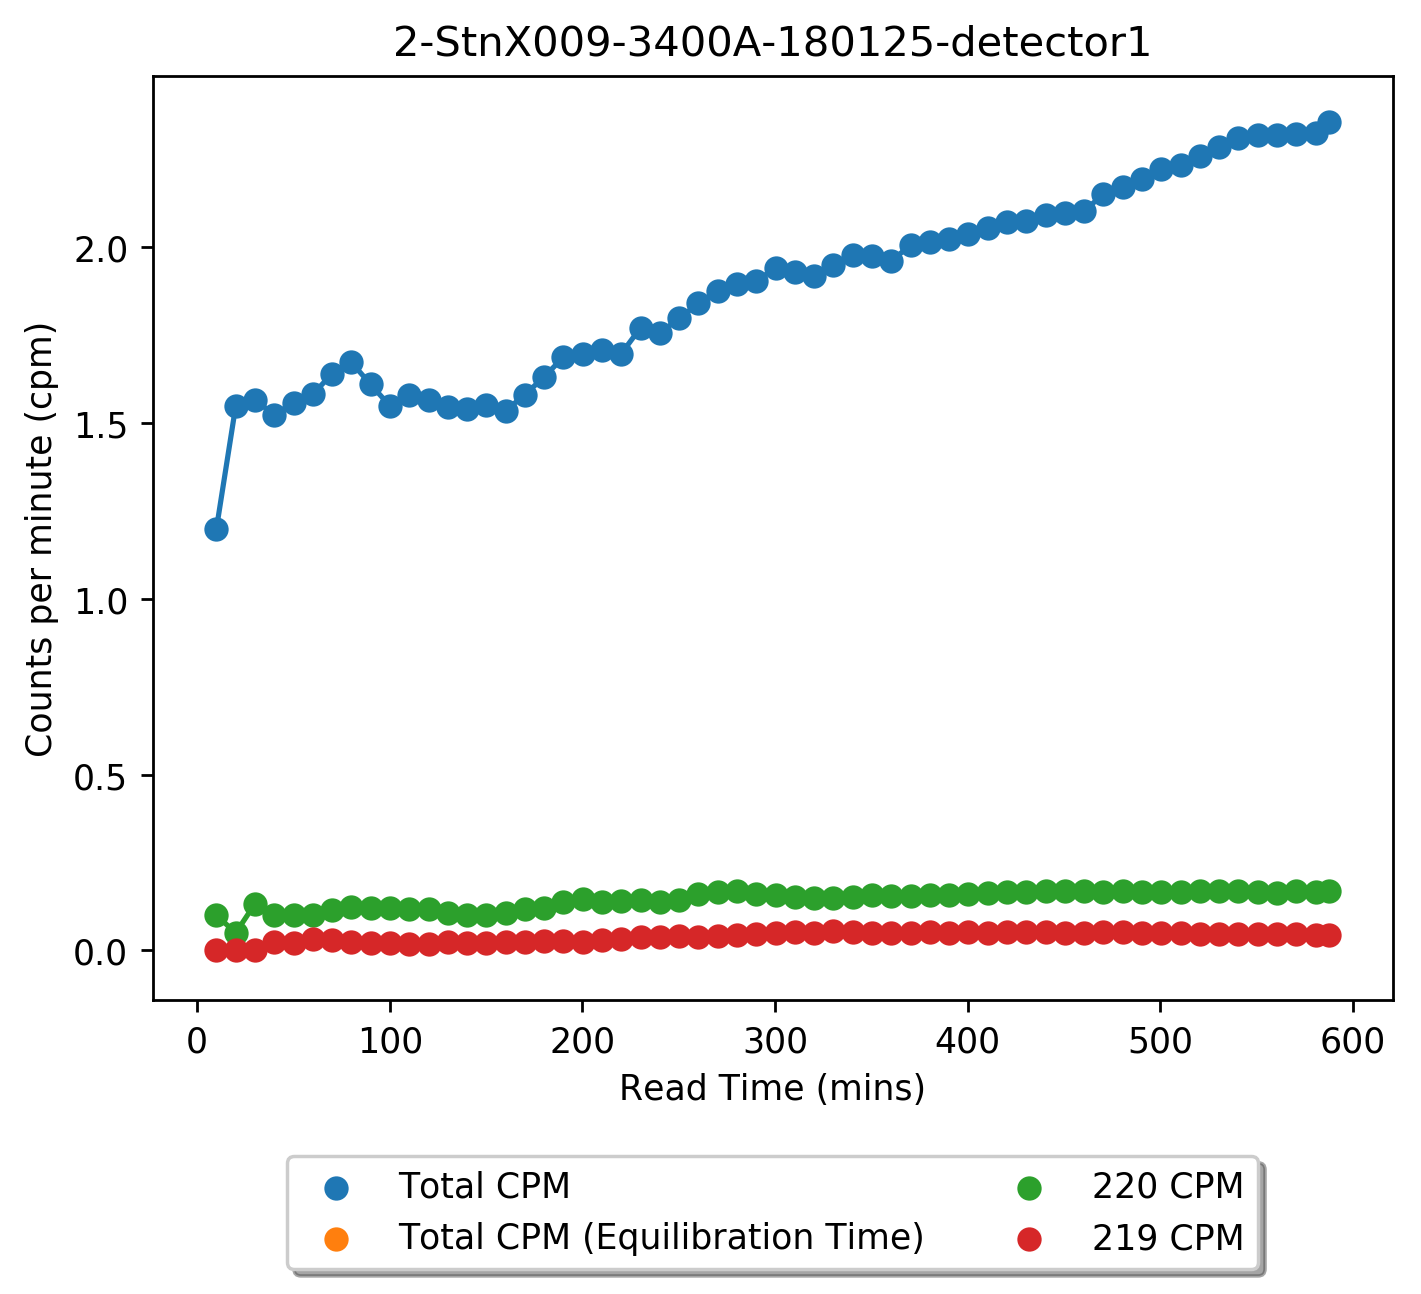 2-StnX009-3400A-180125-detector1
Counts per minute (cpm)
2.0
1.5
1.0
0.5
0.0
0 100 200 300 400 500 600
Read Time (mins)
Total CPM
Total CPM (Equilibration Time)
220 CPM
219 CPM